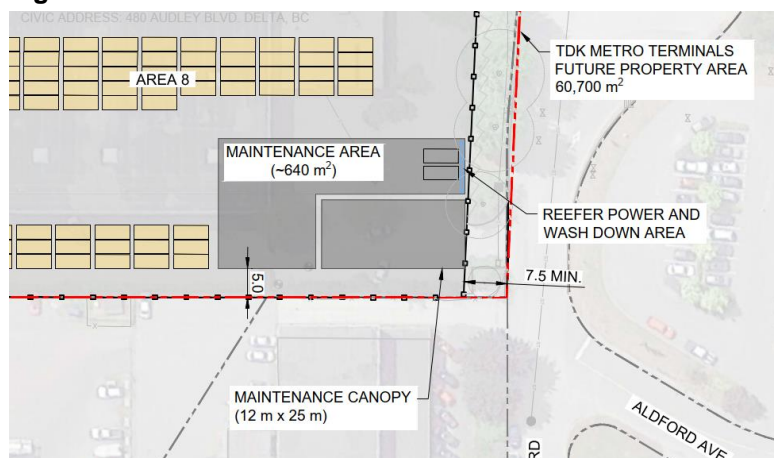 CIVIC ADDRESS: 480 AUDLEY BLVD. DELTA, BC
AREA 8
TDK METRO TERMINALS
FUTURE PROPERTY AREA
60,700 m²
MAINTENANCE AREA
(~640 m²)
REEFER POWER AND
WASH DOWN AREA
5.0
7.5 MIN.
MAINTENANCE CANOPY
(12 m x 25 m)
RD
ALDFORD AVE